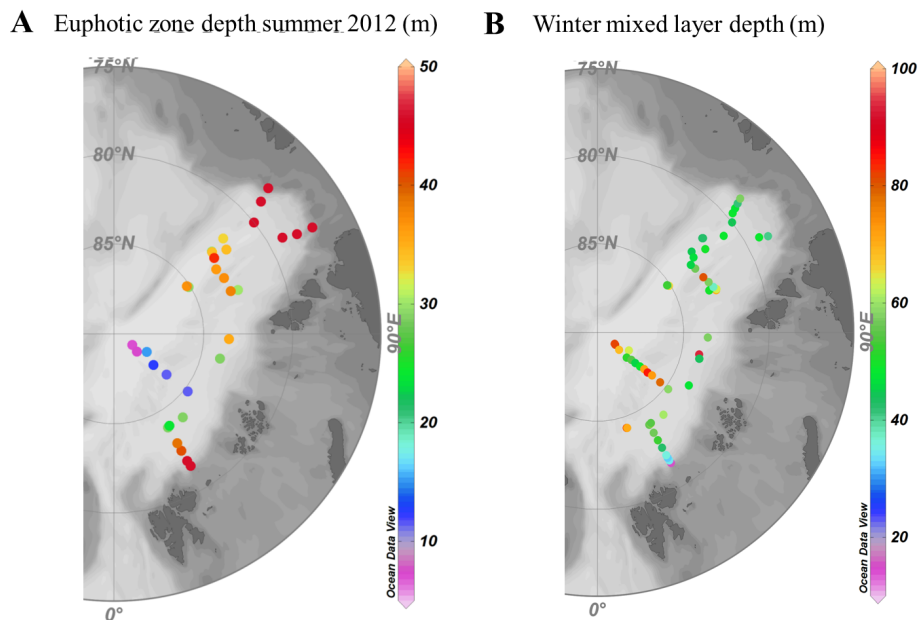 A Euphotic zone depth summer 2012 (m)
B Winter mixed layer depth (m)
75°N
80°N
85°N
90°E
0°
50
40
30
20
10
Ocean Data View
75°N
80°N
85°N
90°E
0°
100
80
60
40
20
Ocean Data View